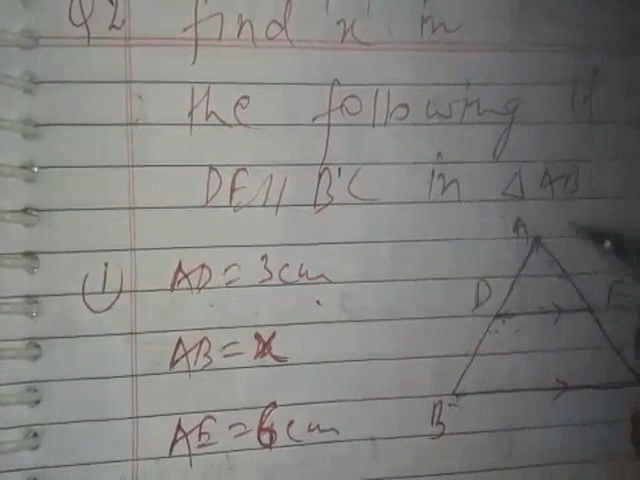 Q2 find 'x' in
the following if
DE || BC in △ AB
A
i AD = 3cm
D E
AB = x
B
AE = 6cm